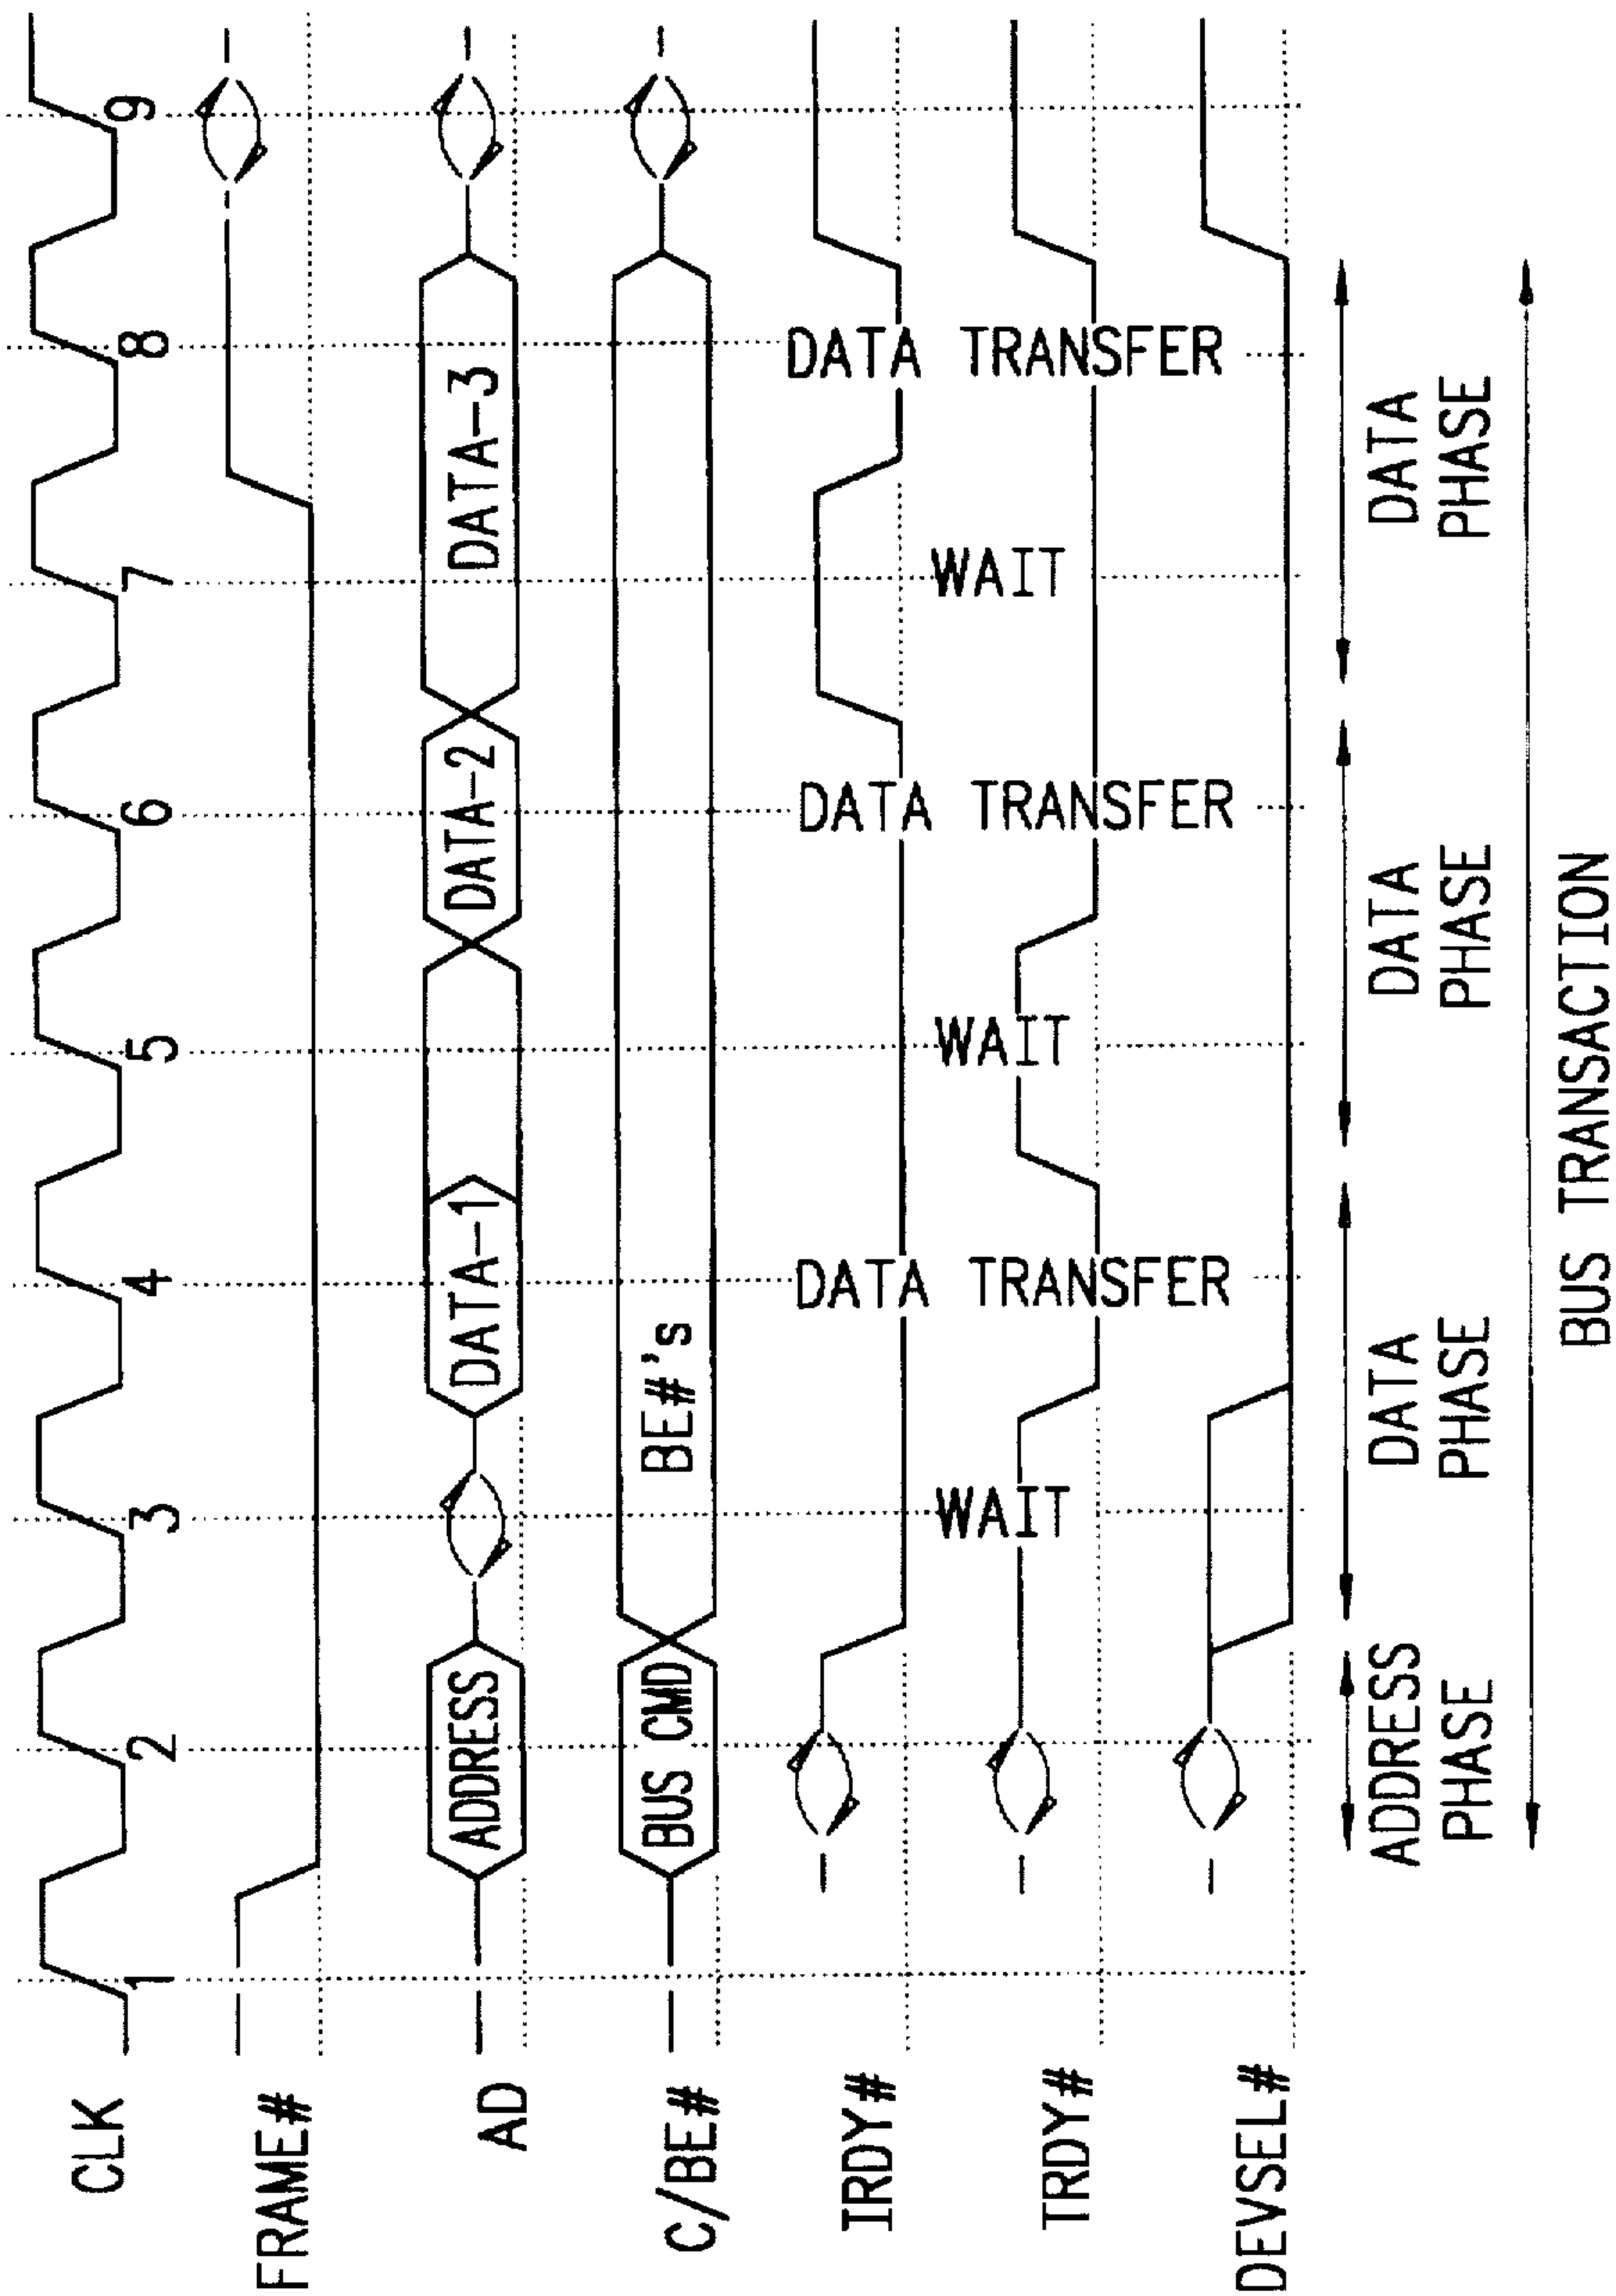 CLK
1 2 3 4 5 6 7 8 9
FRAME#
AD
ADDRESS DATA-1 DATA-2 DATA-3
C/BE#
BUS CMD BE#'s
IRDY#
DATA TRANSFER DATA TRANSFER DATA TRANSFER
WAIT WAIT WAIT
TRDY#
DEVSEL#
ADDRESS DATA DATA DATA
PHASE PHASE PHASE PHASE
BUS TRANSACTION